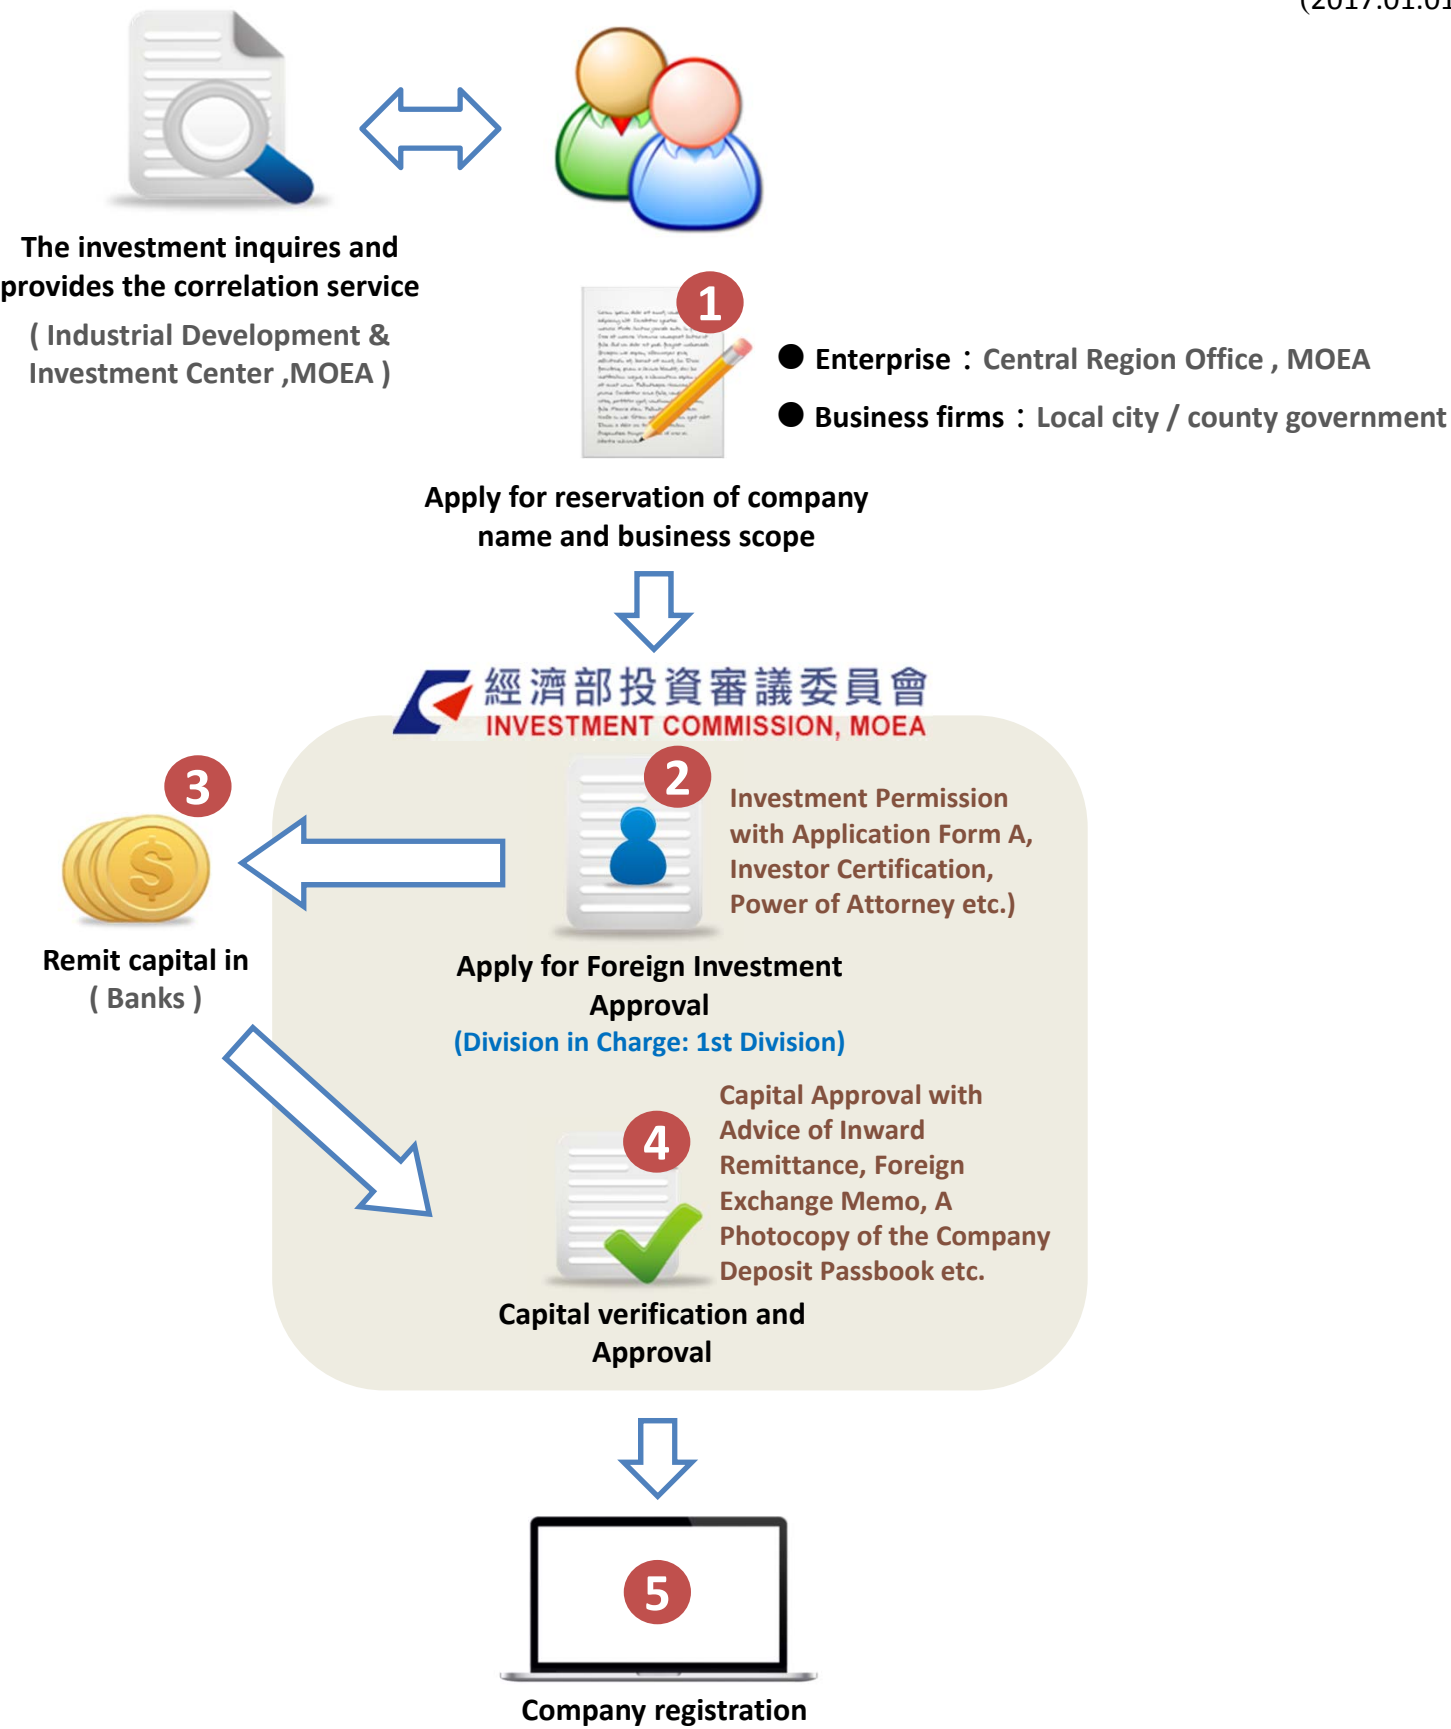 (2017.01.01
The investment inquires and
provides the correlation service
( Industrial Development &
Investment Center ,MOEA )
1
● Enterprise：Central Region Office , MOEA
● Business firms：Local city / county government
Apply for reservation of company
name and business scope
經濟部投資審議委員會
INVESTMENT COMMISSION, MOEA
2
Investment Permission
with Application Form A,
Investor Certification,
Power of Attorney etc.)
3
Remit capital in
( Banks )
Apply for Foreign Investment
Approval
(Division in Charge: 1st Division)
4
Capital Approval with
Advice of Inward
Remittance, Foreign
Exchange Memo, A
Photocopy of the Company
Deposit Passbook etc.
Capital verification and
Approval
5
Company registration